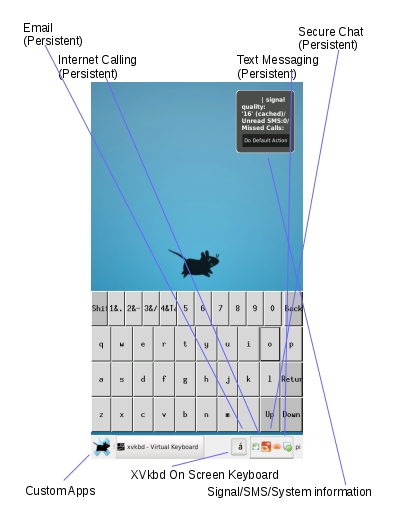 Email
(Persistent)
Secure Chat
(Persistent)
Internet Calling
(Persistent)
Text Messaging
(Persistent)
| signal
quality:
'16' (cached)/
Unread SMS:0/
Missed Calls:
Do Default Action
Shi 1&. 2&- 3&/ 4&T. 5 6 7 8 9 0 Back
q w e r t y u i o p
a s d f g h j k l Retur
z x c v b n m Up Down
xvkbd - Virtual Keyboard á pi
XVkbd On Screen Keyboard
Custom Apps
Signal/SMS/System information